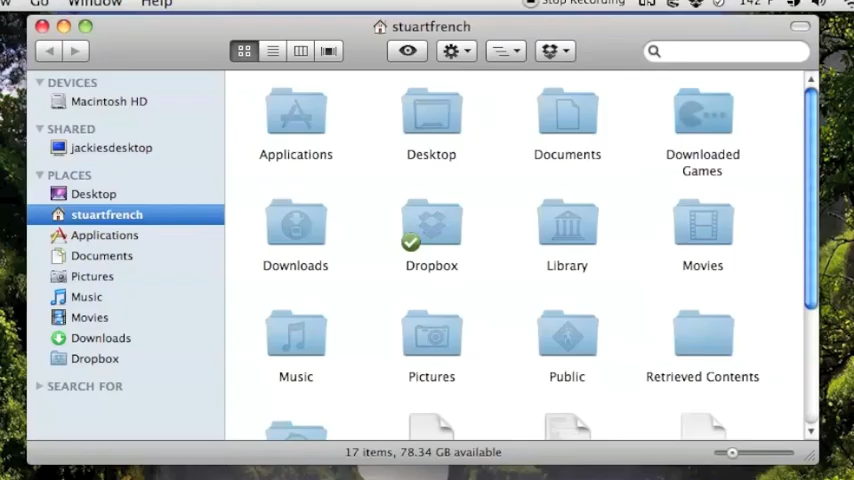 Go Window Help Stop Recording 142° F
stuartfrench
DEVICES
Macintosh HD
SHARED
jackiesdesktop
PLACES
Desktop
stuartfrench
Applications
Documents
Pictures
Music
Movies
Downloads
Dropbox
SEARCH FOR
Applications Desktop Documents Downloaded
Games
Downloads Dropbox Library Movies
Music Pictures Public Retrieved Contents
17 items, 78.34 GB available